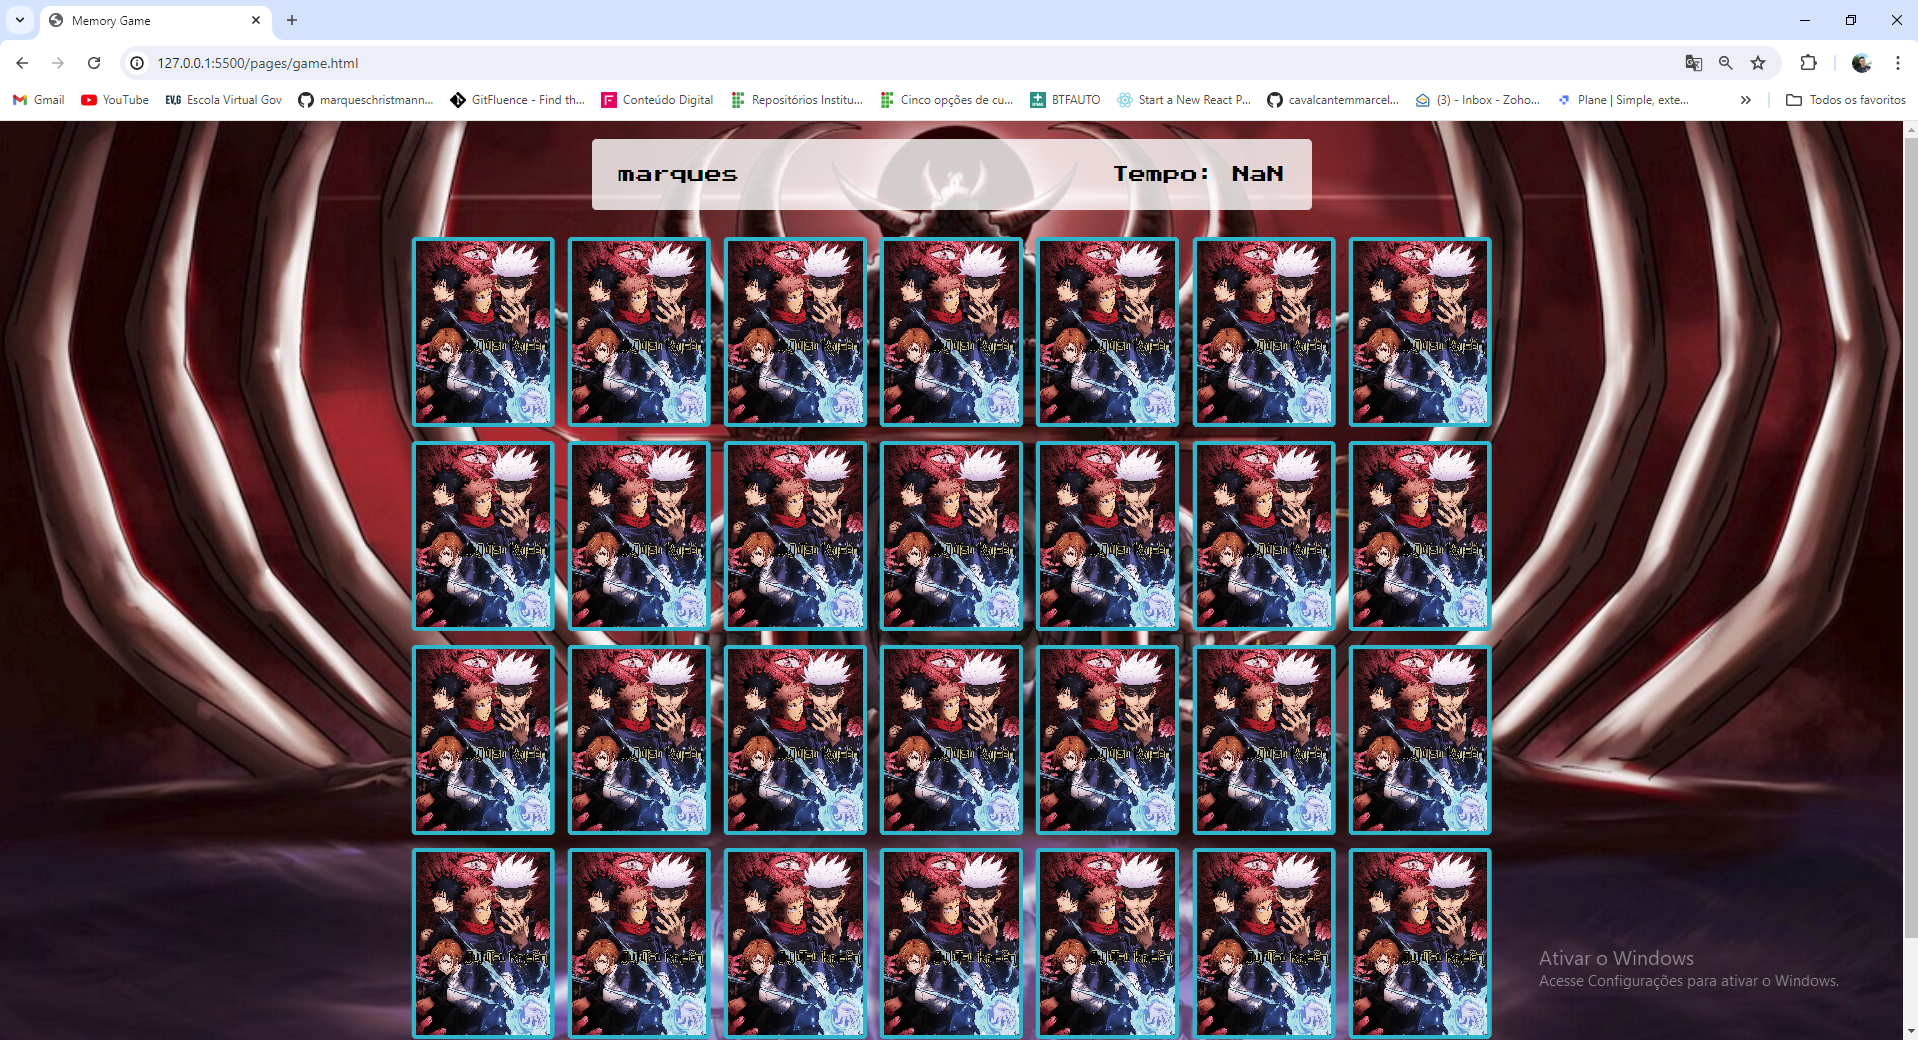 Memory Game
127.0.0.1:5500/pages/game.html
Gmail
YouTube
EV.G Escola Virtual Gov
marqueschristmann...
GitFluence - Find th...
Conteúdo Digital
Repositórios Institu...
Cinco opções de cu...
BTFAUTO
Start a New React P...
cavalcantemmarcel...
(3) - Inbox - Zoho...
Plane | Simple, exte...
Todos os favoritos
marques
Tempo: NaN
Ativar o Windows
Acesse Configurações para ativar o Windows.